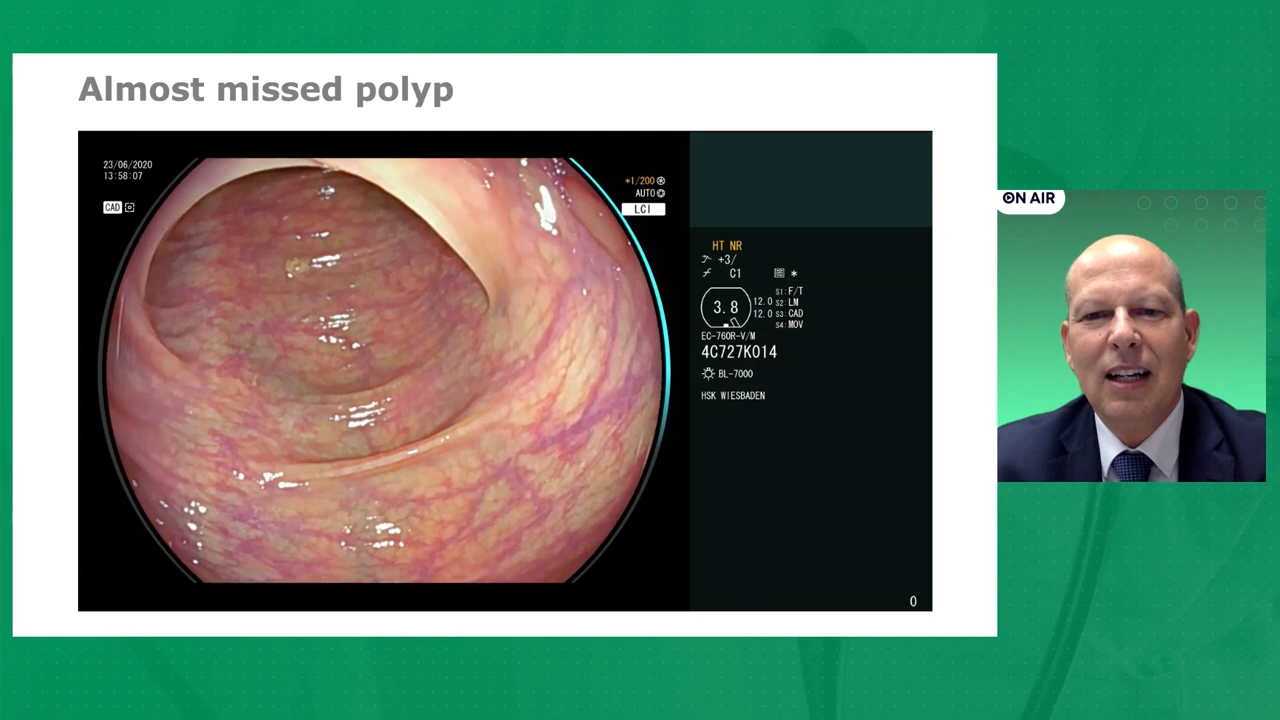 Almost missed polyp
23/06/2020
13:58:07
CAD
*1/200
AUTO
LCI
HT NR
+3/
C1
3.8
12.0
12.0
S1:F/T
S2:LM
S3:CAD
S4:MOV
EC-760R-V/M
4C727K014
BL-7000
HSK WIESBADEN
0
ON AIR